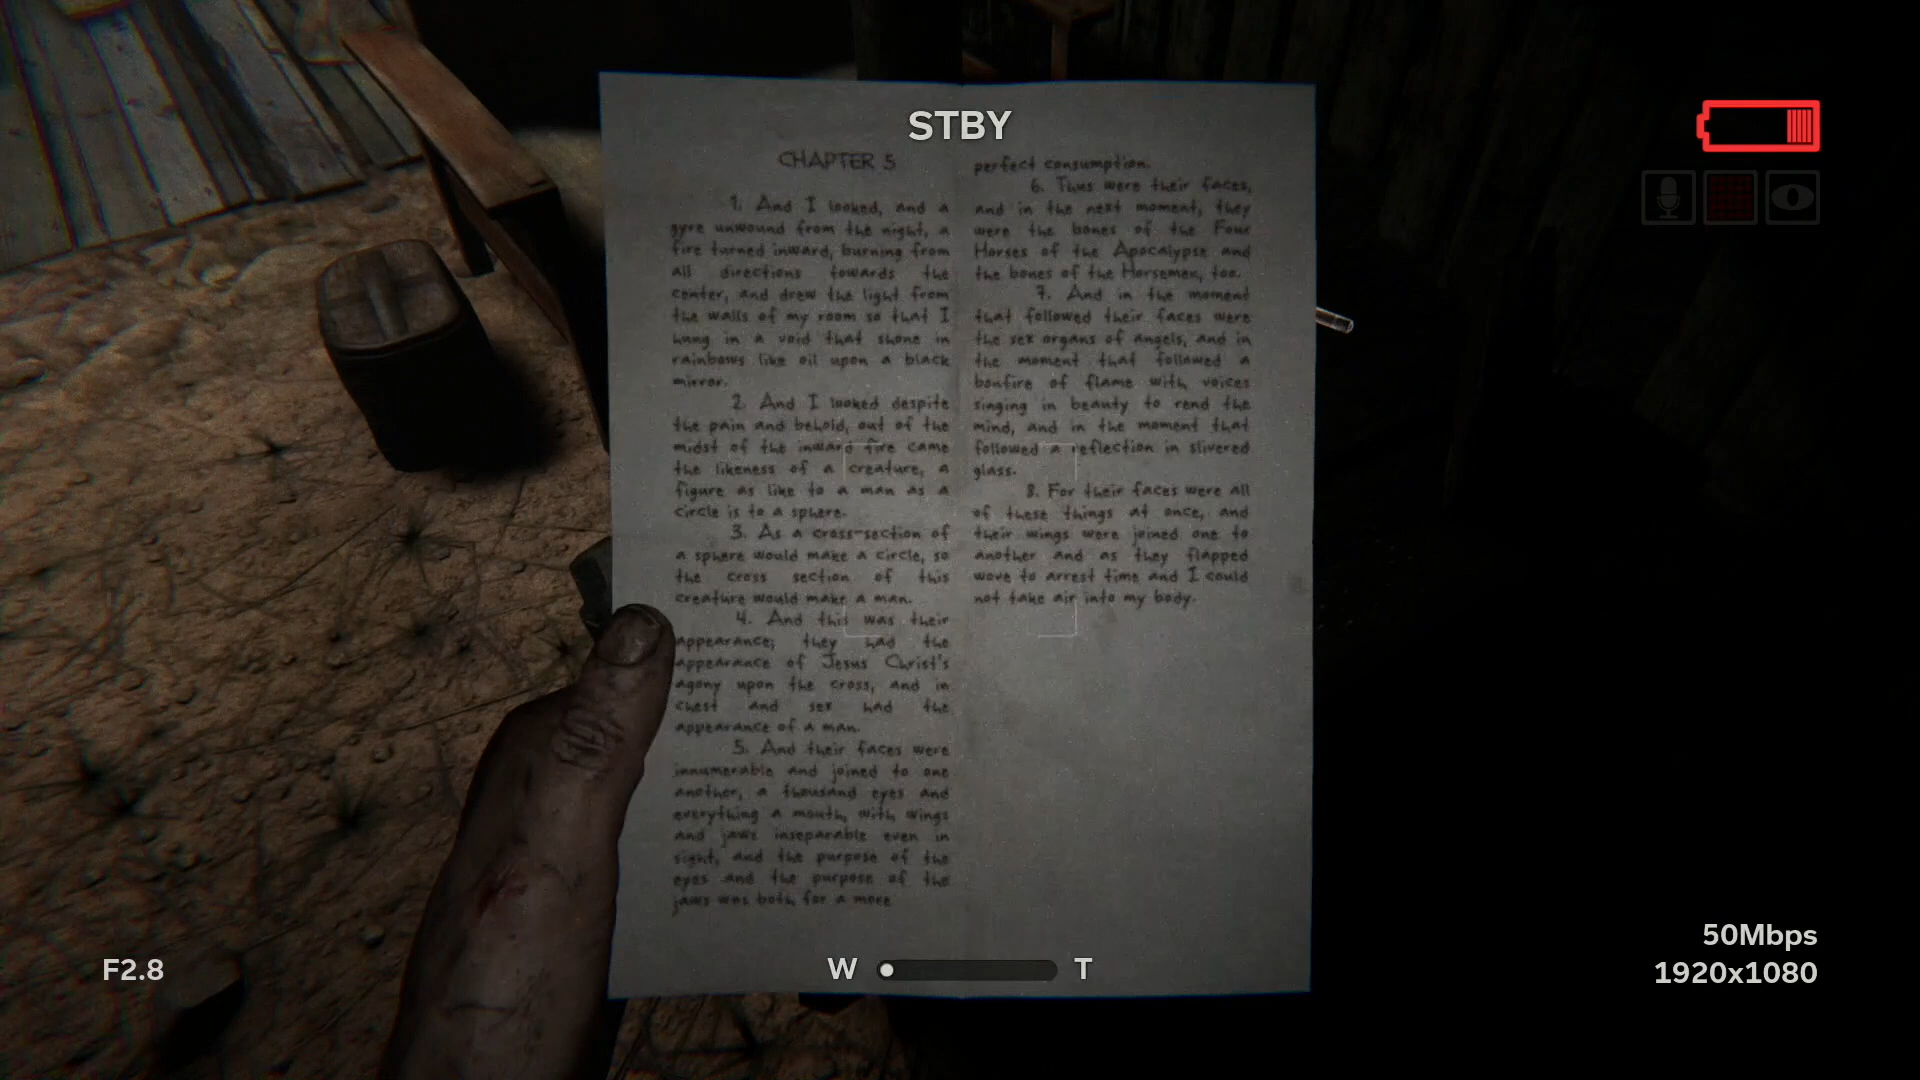 STBY
CHAPTER 5
1. And I looked, and a
gyre unwound from the night, a
fire turned inward, burning from
all directions towards the
center, and drew the light from
the walls of my room so that I
hung in a void that shone in
rainbows like oil upon a black
mirror.
2. And I looked despite
the pain and behold, out of the
midst of the inward fire came
the likeness of a creature, a
figure as like to a man as a
circle is to a sphere.
3. As a cross-section of
a sphere would make a circle, so
the cross section of this
creature would make a man.
4. And this was their
appearance; they had the
appearance of Jesus Christ's
agony upon the cross, and in
chest and sex had the
appearance of a man.
5. And their faces were
innumerable and joined to one
another, a thousand eyes and
everything a mouth, with wings
and jaws inseparable even in
sight, and the purpose of the
eyes and the purpose of the
jaws was both for a more
perfect consumption.
6. Thus were their faces,
and in the next moment, they
were the bones of the Four
Horses of the Apocalypse and
the bones of the Horsemen, too.
7. And in the moment
that followed their faces were
the sex organs of angels, and in
the moment that followed a
bonfire of flame with voices
singing in beauty to rend the
mind, and in the moment that
followed a reflection in slivered
glass.
8. For their faces were all
of these things at once, and
their wings were joined one to
another and as they flapped
wove to arrest time and I could
not take air into my body.
50Mbps
F2.8
W T
1920x1080